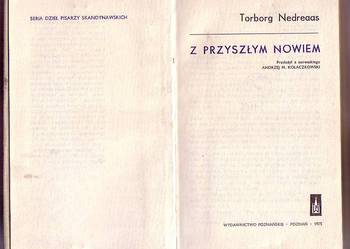 SERIA DZIEŁ PISARZY SKANDYNAWSKICH
Torborg Nedreaas
Z PRZYSZŁYM NOWIEM
Przełożył z norweskiego
ANDRZEJ M. KOŁACZKOWSKI
WYDAWNICTWO POZNAŃSKIE – POZNAŃ – 1975